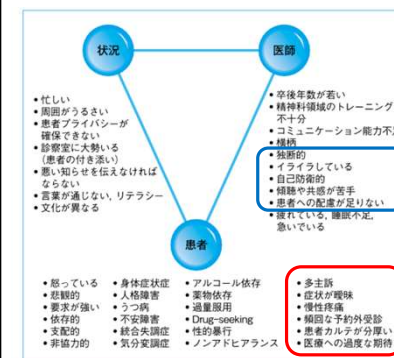 状況
医師
• 忙しい
• 周囲がうるさい
• 患者プライバシーが
確保できない
• 診察室に大勢いる
(患者の付き添い)
• 悪い知らせを伝えなければ
ならない
• 言葉が通じない, リテラシー
• 文化が異なる
• 卒後年数が若い
• 精神科領域のトレーニング
不十分
• コミュニケーション能力不足
• 横柄
• 独断的
• イライラしている
• 自己防衛的
• 傾聴や共感が苦手
• 患者への配慮が足りない
• 疲れている, 睡眠不足,
急いでいる
患者
• 怒っている
• 悲観的
• 要求が強い
• 依存的
• 支配的
• 非協力的
• 身体症状症
• 人格障害
• うつ病
• 不安障害
• 統合失調症
• 気分変調症
• アルコール依存
• 薬物依存
• 過量服用
• Drug-seeking
• 性的暴行
• ノンアドヒアランス
• 多主訴
• 症状が曖昧
• 慢性疼痛
• 頻回な予約外受診
• 患者カルテが分厚い
• 医療への過度な期待